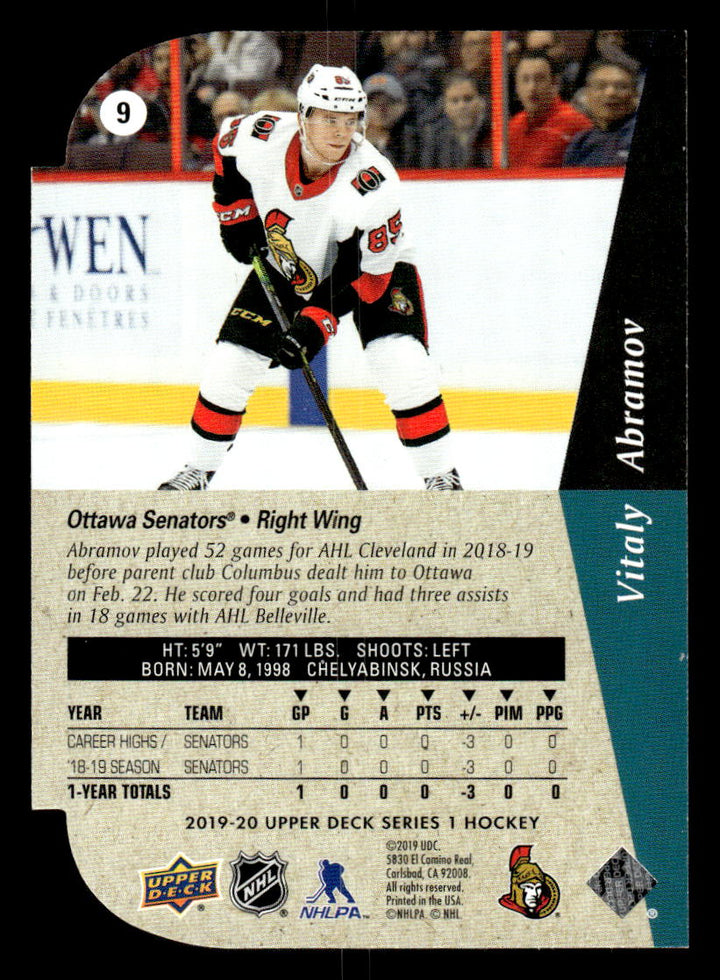 9
85
85
CCM
WEN
& DOORS
FENÊTRES
CCM
Vitaly Abramov
Ottawa Senators® • Right Wing
Abramov played 52 games for AHL Cleveland in 2018-19
before parent club Columbus dealt him to Ottawa
on Feb. 22. He scored four goals and had three assists
in 18 games with AHL Belleville.
HT: 5'9" WT: 171 LBS. SHOOTS: LEFT
BORN: MAY 8, 1998 CHELYABINSK, RUSSIA
YEAR TEAM GP G A PTS +/- PIM PPG
CAREER HIGHS / SENATORS 1 0 0 0 -3 0 0
'18-19 SEASON SENATORS 1 0 0 0 -3 0 0
1-YEAR TOTALS 1 0 0 0 -3 0 0
2019-20 UPPER DECK SERIES 1 HOCKEY
UPPER DECK ®
NHL ®
NHLPA™
©2019 UDC.
5830 El Camino Real,
Carlsbad, CA 92008.
All rights reserved.
Printed in the USA.
©NHLPA ©NHL
®
®